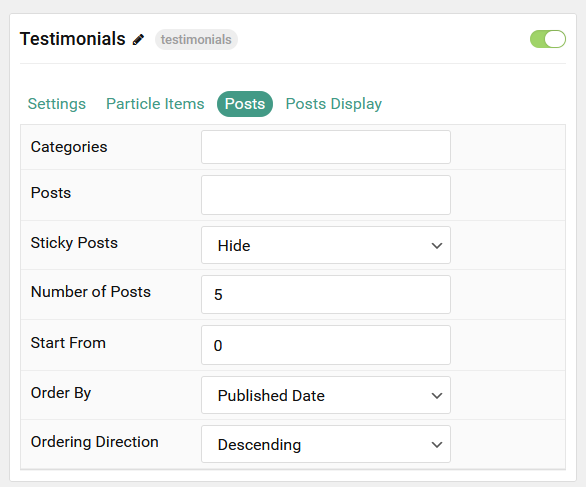 Testimonials testimonials
Settings Particle Items Posts Posts Display
Categories
Posts
Sticky Posts Hide
Number of Posts 5
Start From 0
Order By Published Date
Ordering Direction Descending